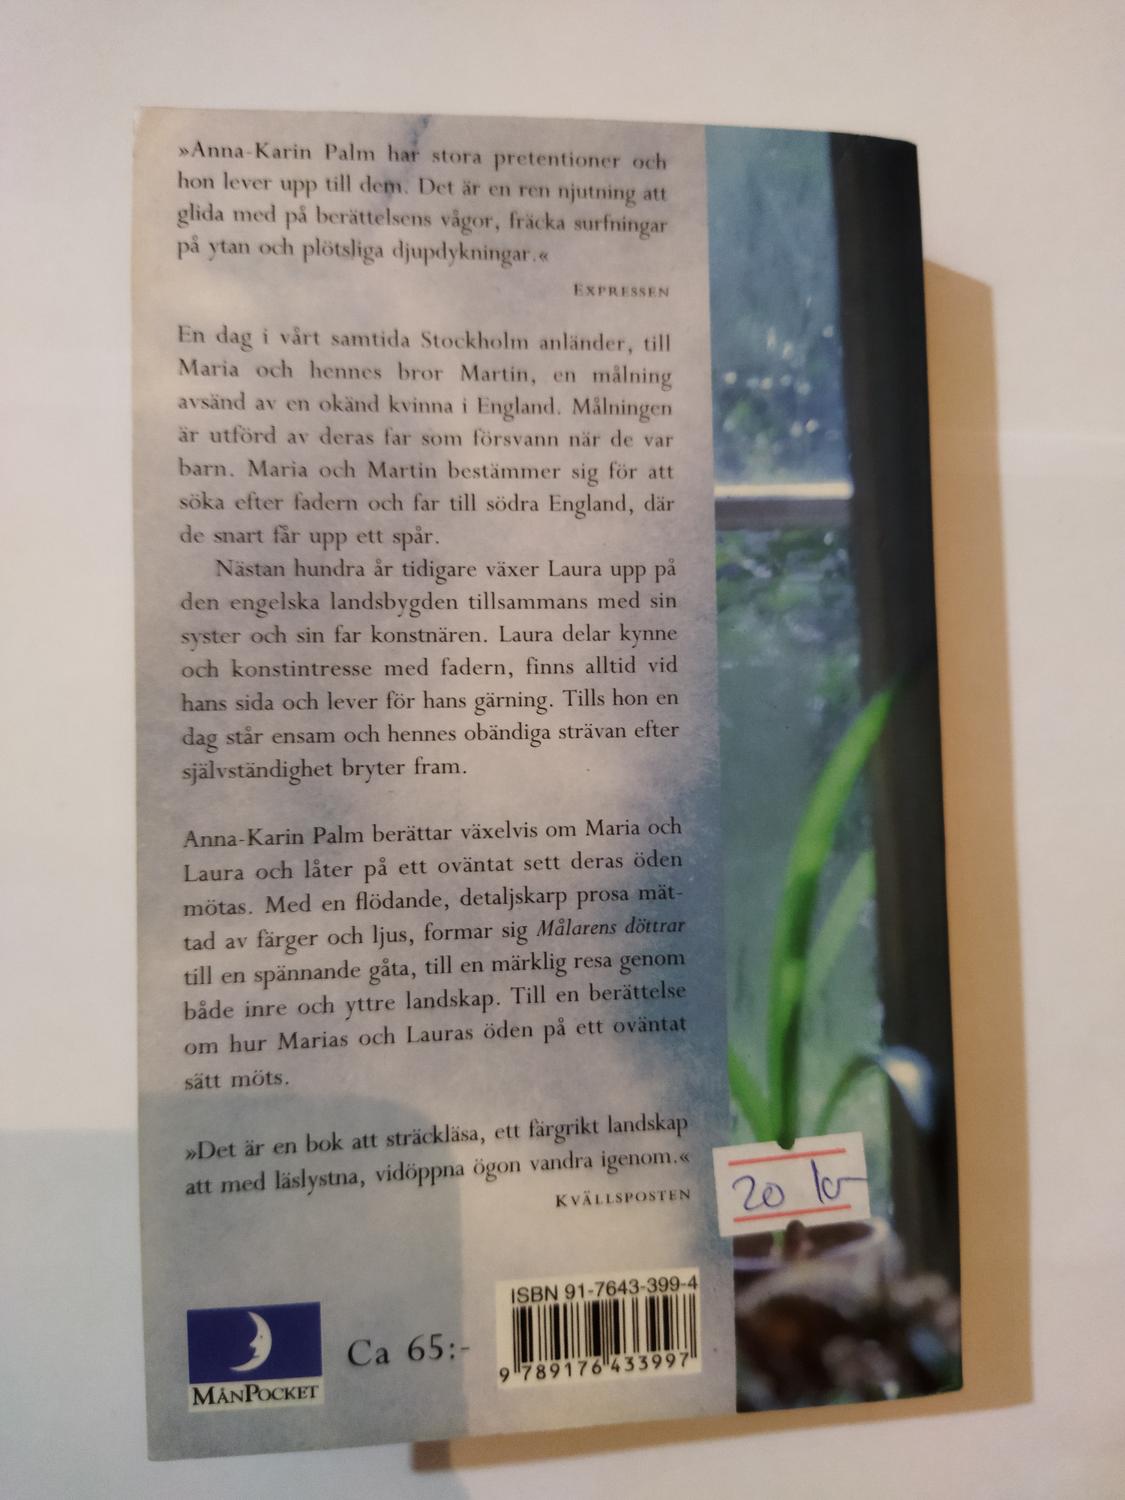 »Anna-Karin Palm har stora pretentioner och
hon lever upp till dem. Det är en ren njutning att
glida med på berättelsens vågor, fräcka surfningar
på ytan och plötsliga djupdykningar.«
EXPRESSEN
En dag i vårt samtida Stockholm anländer, till
Maria och hennes bror Martin, en målning
avsänd av en okänd kvinna i England. Målningen
är utförd av deras far som försvann när de var
barn. Maria och Martin bestämmer sig för att
söka efter fadern och far till södra England, där
de snart får upp ett spår.
Nästan hundra år tidigare växer Laura upp på
den engelska landsbygden tillsammans med sin
syster och sin far konstnären. Laura delar kynne
och konstintresse med fadern, finns alltid vid
hans sida och lever för hans gärning. Tills hon en
dag står ensam och hennes obändiga strävan efter
självständighet bryter fram.
Anna-Karin Palm berättar växelvis om Maria och
Laura och låter på ett oväntat sett deras öden
mötas. Med en flödande, detaljskarp prosa mät-
tad av färger och ljus, formar sig Målarens döttrar
till en spännande gåta, till en märklig resa genom
både inre och yttre landskap. Till en berättelse
om hur Marias och Lauras öden på ett oväntat
sätt möts.
»Det är en bok att sträckläsa, ett färgrikt landskap
att med läslystna, vidöppna ögon vandra igenom.«
KVÄLLSPOSTEN
20 kr
ISBN 91-7643-399-4
9 789176 433997
Ca 65:-
MÅNPOCKET